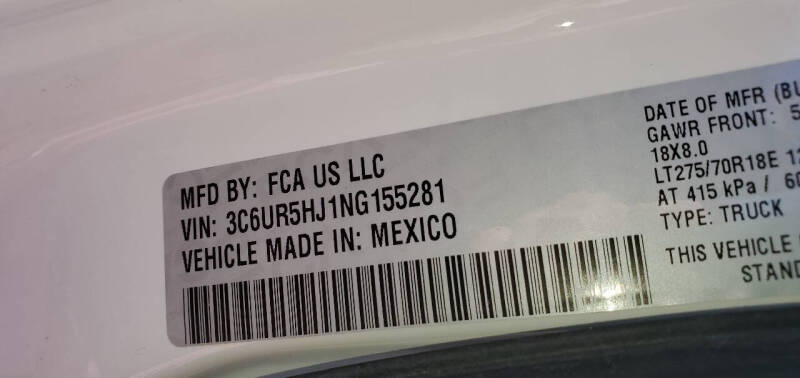 MFD BY: FCA US LLC
VIN: 3C6UR5HJ1NG155281
VEHICLE MADE IN: MEXICO
DATE OF MFR
GAWR FRONT:
18X8.0
LT275/70R18E
AT 415 kPa /
TYPE: TRUCK
THIS VEHICLE